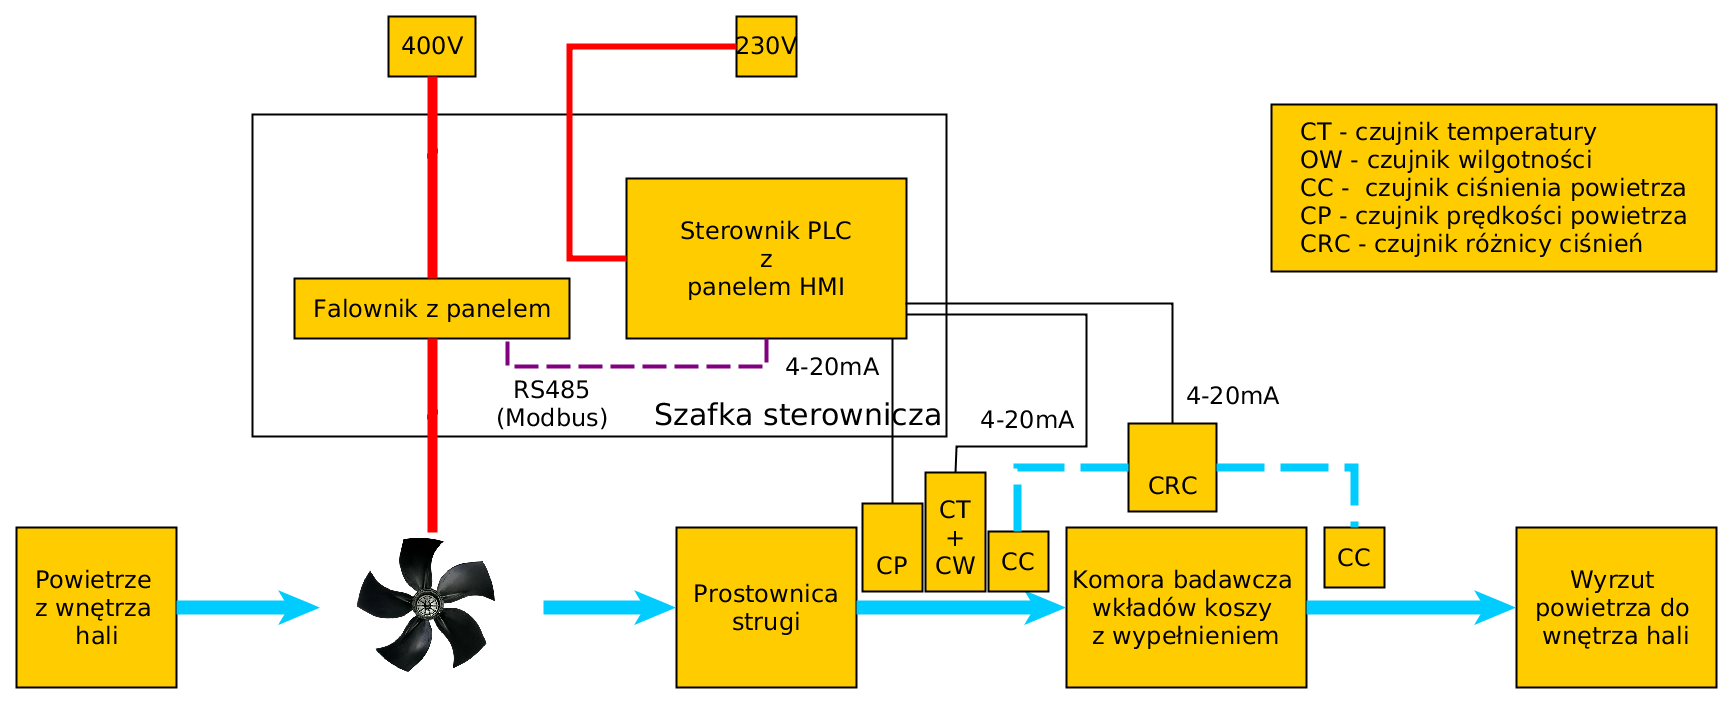 400V
230V
CT - czujnik temperatury
OW - czujnik wilgotności
CC -  czujnik ciśnienia powietrza
CP - czujnik prędkości powietrza
CRC - czujnik różnicy ciśnień
Sterownik PLC
z
panelem HMI
Falownik z panelem
4-20mA
RS485
(Modbus)
Szafka sterownicza
4-20mA
4-20mA
CRC
CT
+
CW
CP
CC
CC
Powietrze
z wnętrza
hali
Prostownica
strugi
Komora badawcza
wkładów koszy
z wypełnieniem
Wyrzut
powietrza do
wnętrza hali